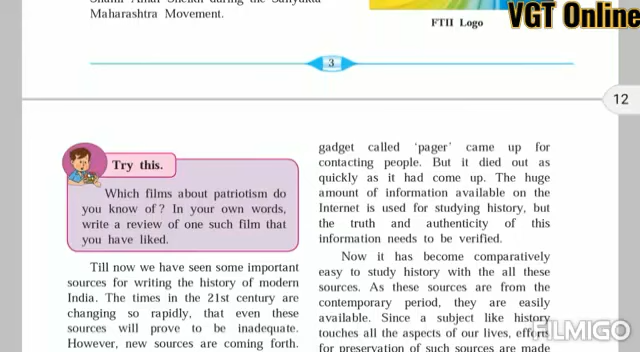 Maharashtra Movement.
FTII Logo
VGT Online
3
12
Try this.
Which films about patriotism do
you know of? In your own words,
write a review of one such film that
you have liked.
Till now we have seen some important
sources for writing the history of modern
India. The times in the 21st century are
changing so rapidly, that even these
sources will prove to be inadequate.
However, new sources are coming forth.
gadget called ‘pager’ came up for
contacting people. But it died out as
quickly as it had come up. The huge
amount of information available on the
Internet is used for studying history, but
the truth and authenticity of this
information needs to be verified.
Now it has become comparatively
easy to study history with the all these
sources. As these sources are from the
contemporary period, they are easily
available. Since a subject like history
touches all the aspects of our lives, efforts
for preservation of such sources are made
FILMIGO